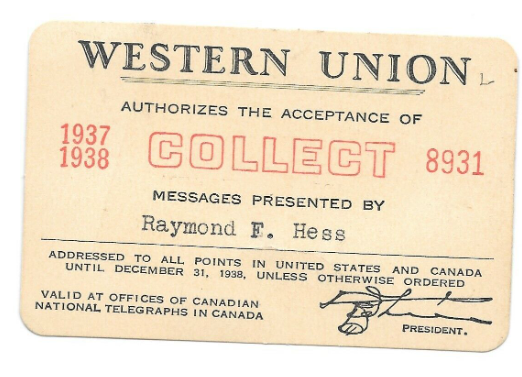 WESTERN UNION
AUTHORIZES THE ACCEPTANCE OF
1937
1938
COLLECT
8931
MESSAGES PRESENTED BY
Raymond F. Hess
ADDRESSED TO ALL POINTS IN UNITED STATES AND CANADA
UNTIL DECEMBER 31, 1938, UNLESS OTHERWISE ORDERED
VALID AT OFFICES OF CANADIAN
NATIONAL TELEGRAPHS IN CANADA
PRESIDENT.